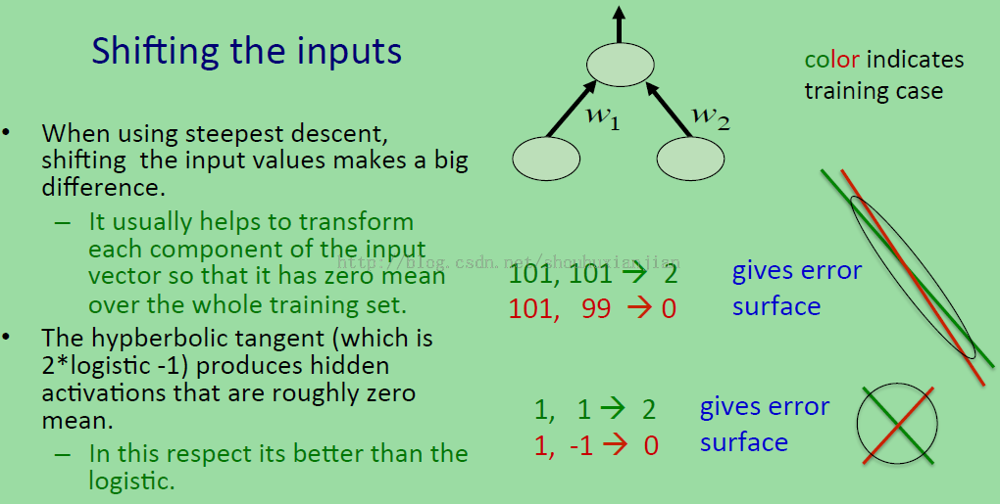 Shifting the inputs
• When using steepest descent,
shifting the input values makes a big
difference.
– It usually helps to transform
each component of the input
vector so that it has zero mean
over the whole training set.
• The hypberbolic tangent (which is
2*logistic -1) produces hidden
activations that are roughly zero
mean.
– In this respect its better than the
logistic.
w1
w2
color indicates
training case
http://blog.csdn.net/shouhuxianjian
101, 101 → 2
101, 99 → 0
gives error
surface
1, 1 → 2
1, -1 → 0
gives error
surface